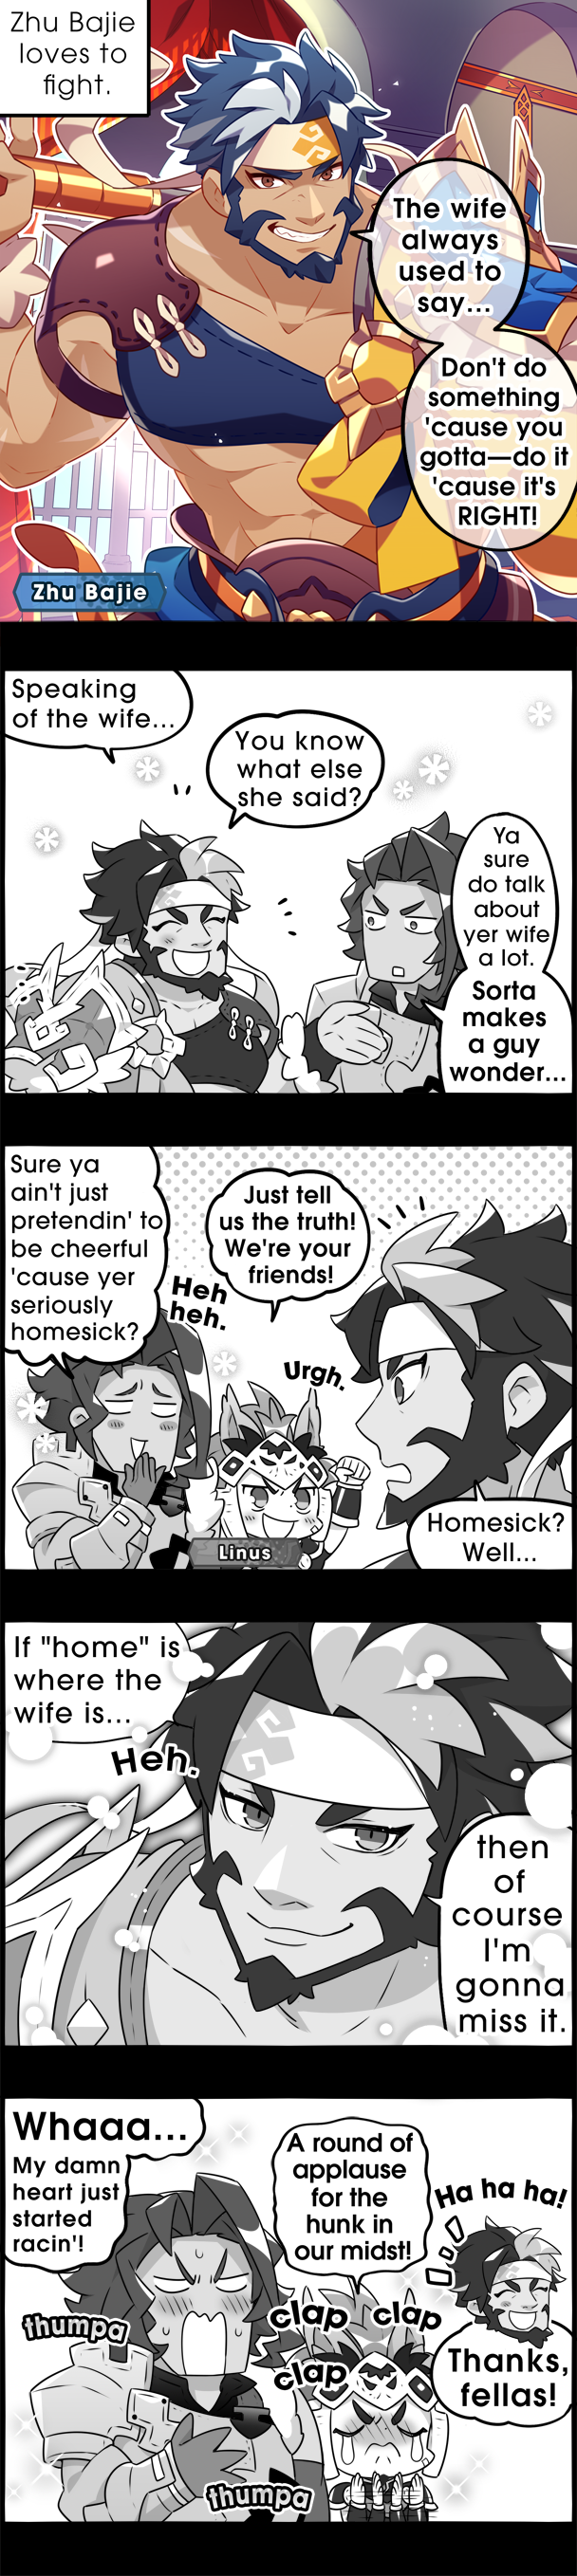 Zhu Bajie
loves to
fight.
The wife
always
used to
say...
Don't do
something
'cause you
gotta—do it
'cause it's
RIGHT!
Zhu Bajie
Speaking
of the wife...
You know
what else
she said?
Ya
sure
do talk
about
yer wife
a lot.
Sorta
makes
a guy
wonder...
Sure ya
ain't just
pretendin' to
be cheerful
'cause yer
seriously
homesick?
Heh
heh.
Just tell
us the truth!
We're your
friends!
Urgh.
Linus
Homesick?
Well...
If "home" is
where the
wife is...
Heh.
then
of
course
I'm
gonna
miss it.
Whaaa...
My damn
heart just
started
racin'!
thumpa
thumpa
A round of
applause
for the
hunk in
our midst!
clap clap
clap
Ha ha ha!
Thanks,
fellas!